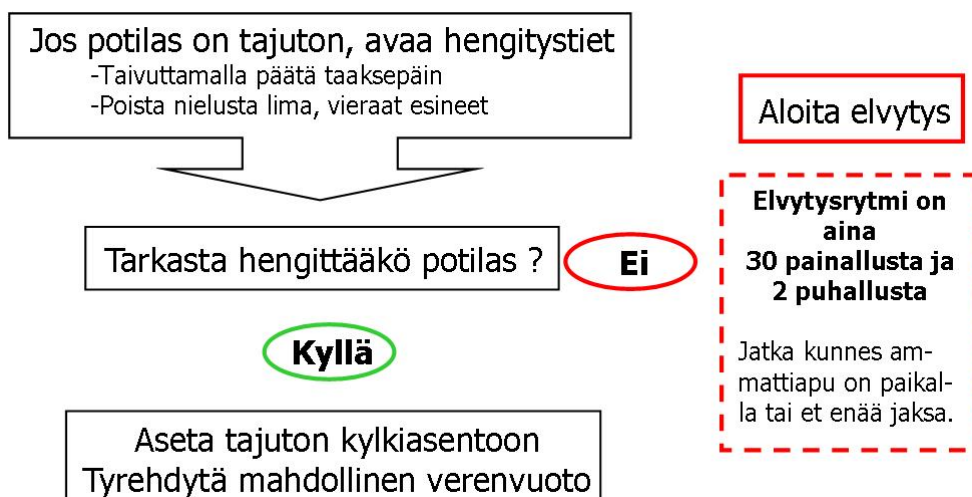 Jos potilas on tajuton, avaa hengitystiet
-Taivuttamalla päätä taaksepäin
-Poista nielusta lima, vieraat esineet
Tarkasta hengittääkö potilas ?
Ei
Aloita elvytys
Elvytysrytmi on
aina
30 painallusta ja
2 puhallusta
Jatka kunnes am-
mattiapu on paikal-
la tai et enää jaksa.
Kyllä
Aseta tajuton kylkiasentoon
Tyrehdytä mahdollinen verenvuoto